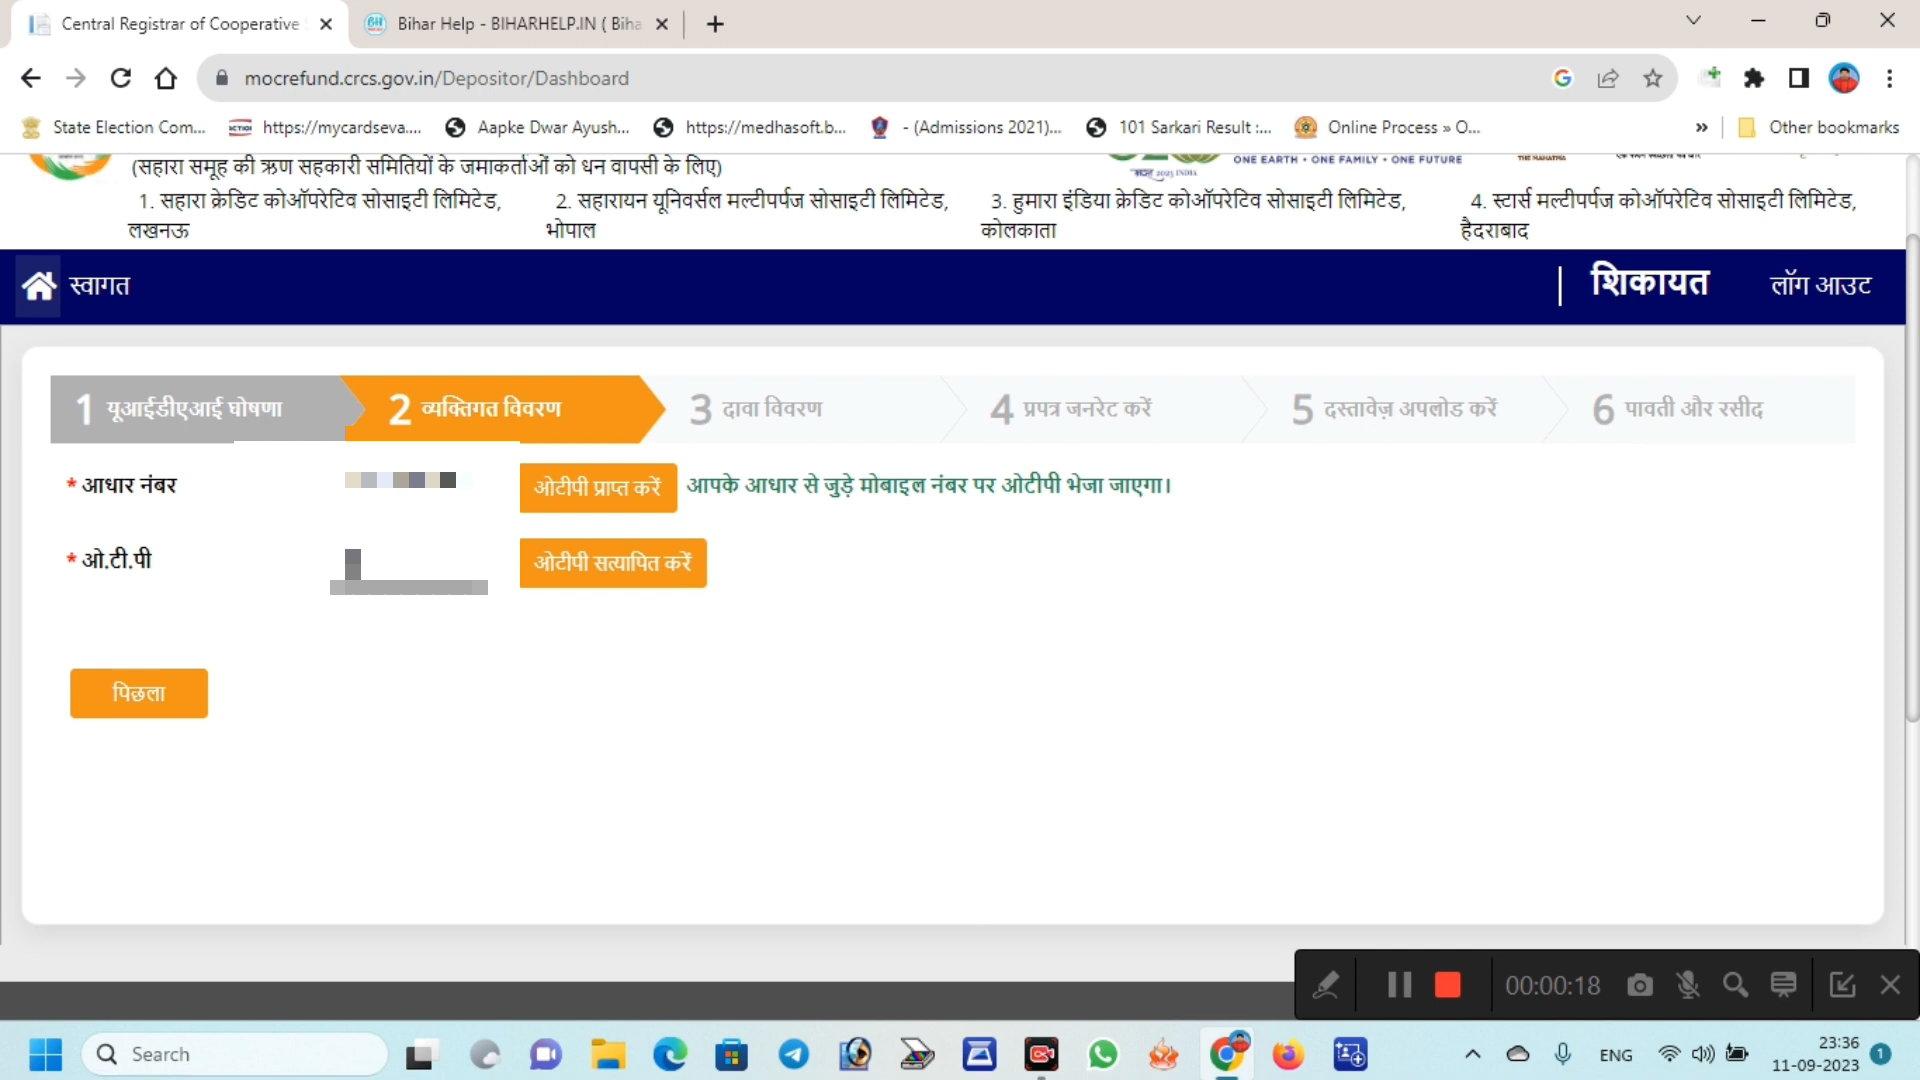 Central Registrar of Cooperative
Bihar Help - BIHARHELP.IN ( Biha
mocrefund.crcs.gov.in/Depositor/Dashboard
State Election Com...
https://mycardseva....
Aapke Dwar Ayush...
https://medhasoft.b...
- (Admissions 2021)...
101 Sarkari Result :...
Online Process » O...
»
Other bookmarks
(सहारा समूह की ऋण सहकारी समितियों के जमाकर्ताओं को धन वापसी के लिए)
ONE EARTH • ONE FAMILY • ONE FUTURE
भारत 2023 INDIA
THE MAHATMA
1. सहारा क्रेडिट कोऑपरेटिव सोसाइटी लिमिटेड,
लखनऊ
2. सहारायन यूनिवर्सल मल्टीपर्पज सोसाइटी लिमिटेड,
भोपाल
3. हुमारा इंडिया क्रेडिट कोऑपरेटिव सोसाइटी लिमिटेड,
कोलकाता
4. स्टार्स मल्टीपर्पज कोऑपरेटिव सोसाइटी लिमिटेड,
हैदराबाद
स्वागत
शिकायत
लॉग आउट
1 यूआईडीएआई घोषणा
2 व्यक्तिगत विवरण
3 दावा विवरण
4 प्रपत्र जनरेट करें
5 दस्तावेज़ अपलोड करें
6 पावती और रसीद
* आधार नंबर
ओटीपी प्राप्त करें
आपके आधार से जुड़े मोबाइल नंबर पर ओटीपी भेजा जाएगा।
* ओ.टी.पी
ओटीपी सत्यापित करें
पिछला
00:00:18
Search
ENG
23:36
11-09-2023
1